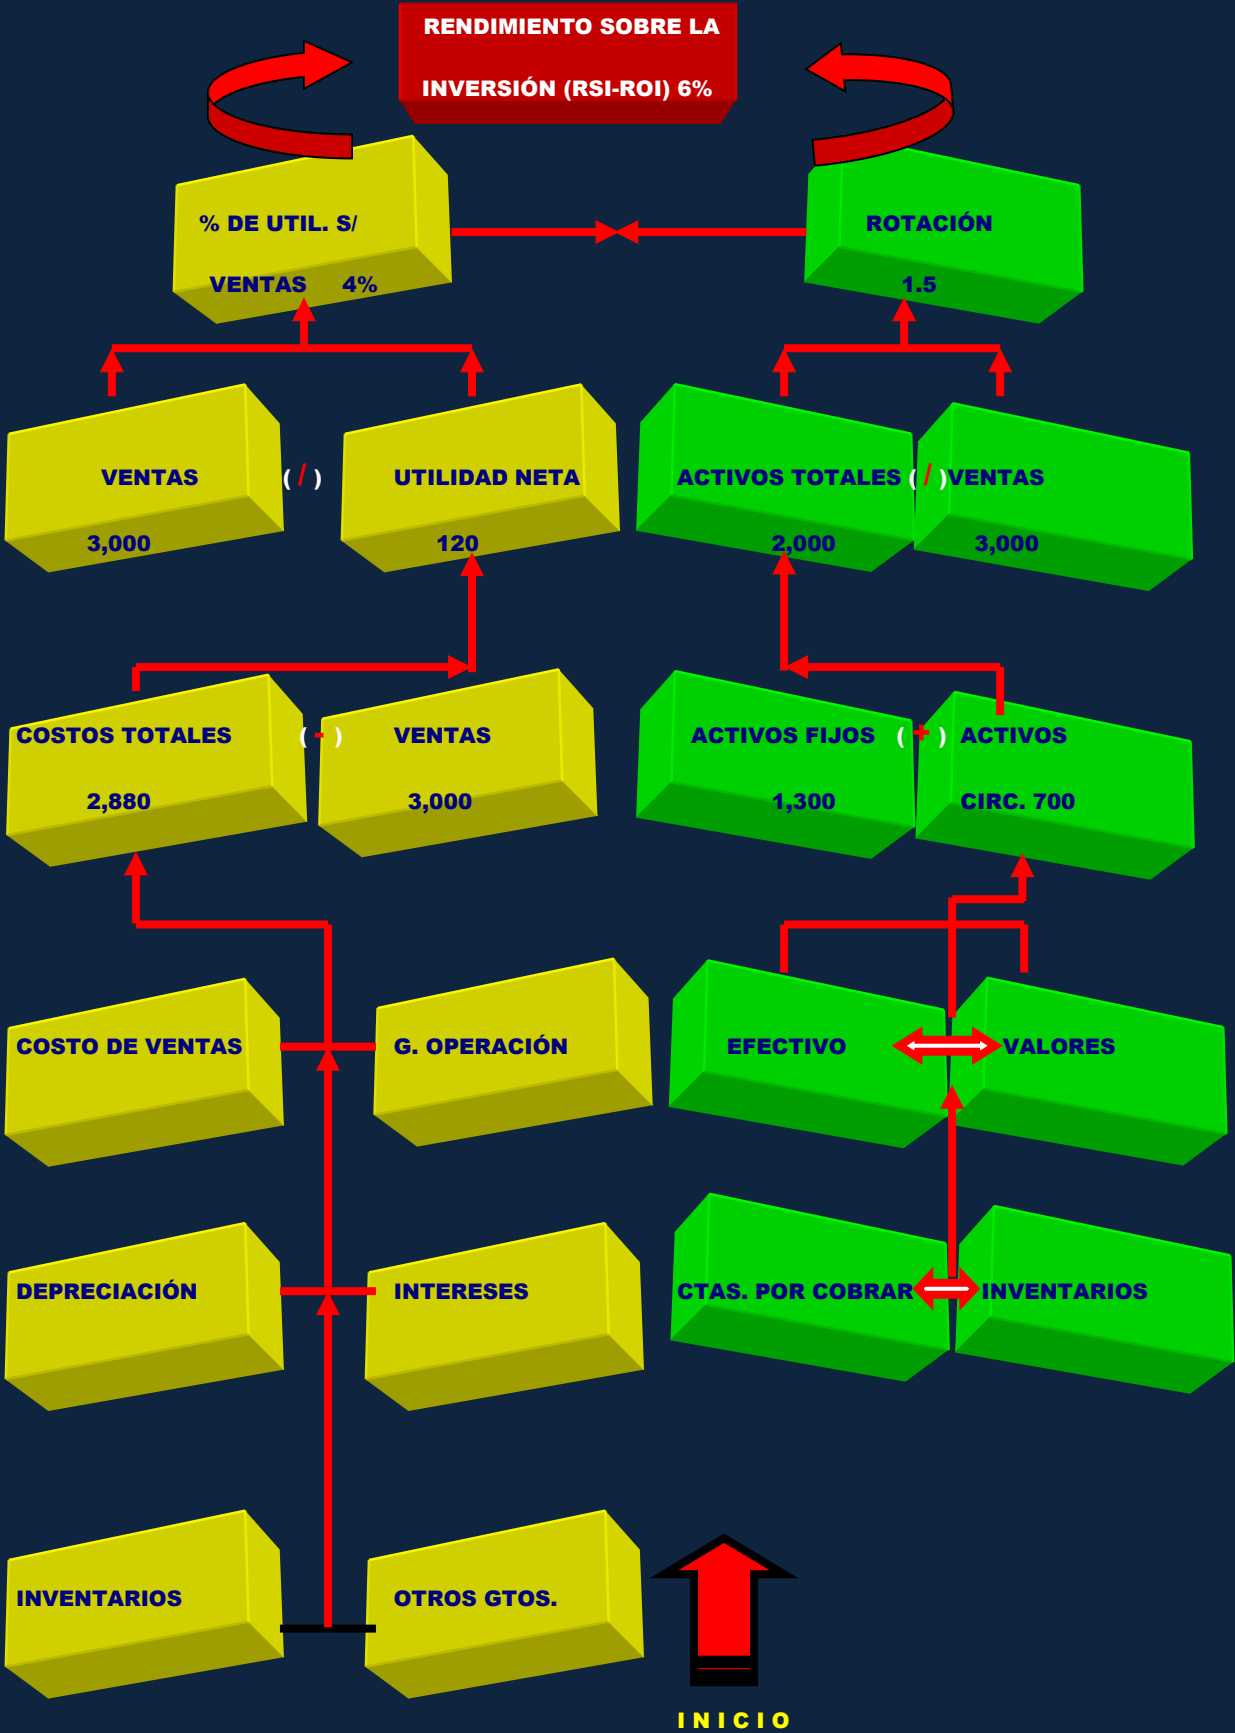 RENDIMIENTO SOBRE LA
INVERSIÓN (RSI-ROI) 6%
% DE UTIL. S/
VENTAS 4%
ROTACIÓN
1.5
VENTAS ( / ) UTILIDAD NETA
3,000 120
ACTIVOS TOTALES ( / ) VENTAS
2,000 3,000
COSTOS TOTALES ( - ) VENTAS
2,880 3,000
ACTIVOS FIJOS ( + ) ACTIVOS
1,300 CIRC. 700
COSTO DE VENTAS G. OPERACIÓN
EFECTIVO VALORES
DEPRECIACIÓN INTERESES
CTAS. POR COBRAR INVENTARIOS
INVENTARIOS OTROS GTOS.
I N I C I O